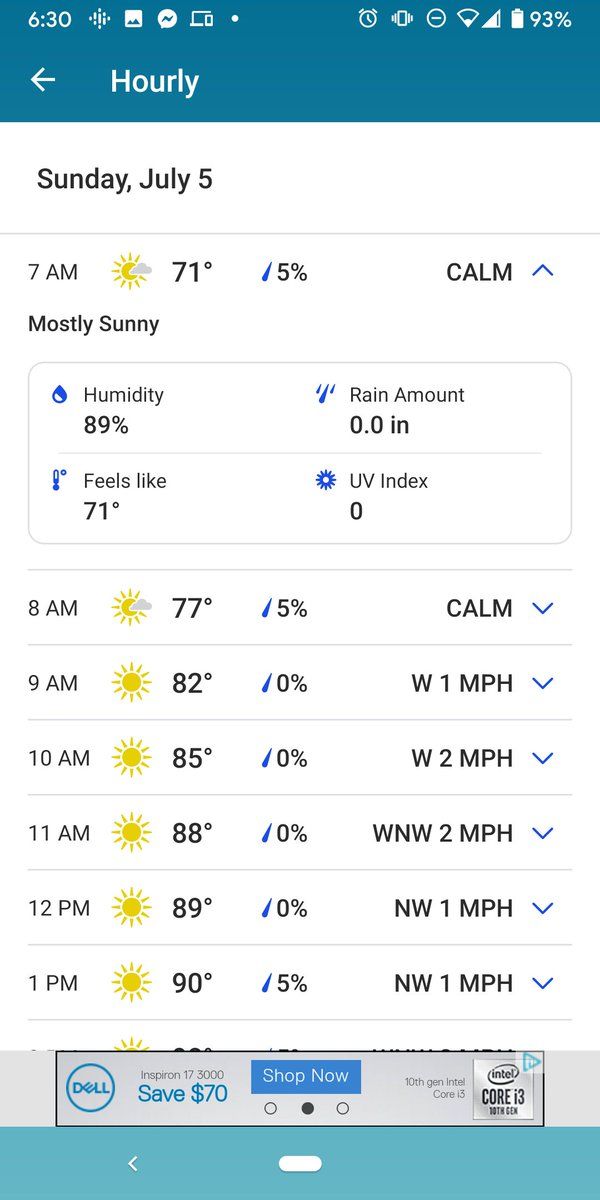 6:30 93%
Hourly
Sunday, July 5
7 AM 71° 5% CALM
Mostly Sunny
Humidity Rain Amount
89% 0.0 in
Feels like UV Index
71° 0
8 AM 77° 5% CALM
9 AM 82° 0% W 1 MPH
10 AM 85° 0% W 2 MPH
11 AM 88° 0% WNW 2 MPH
12 PM 89° 0% NW 1 MPH
1 PM 90° 5% NW 1 MPH
DELL
Inspiron 17 3000
Save $70
Shop Now
10th gen Intel
Core i3
intel
CORE i3
10TH GEN